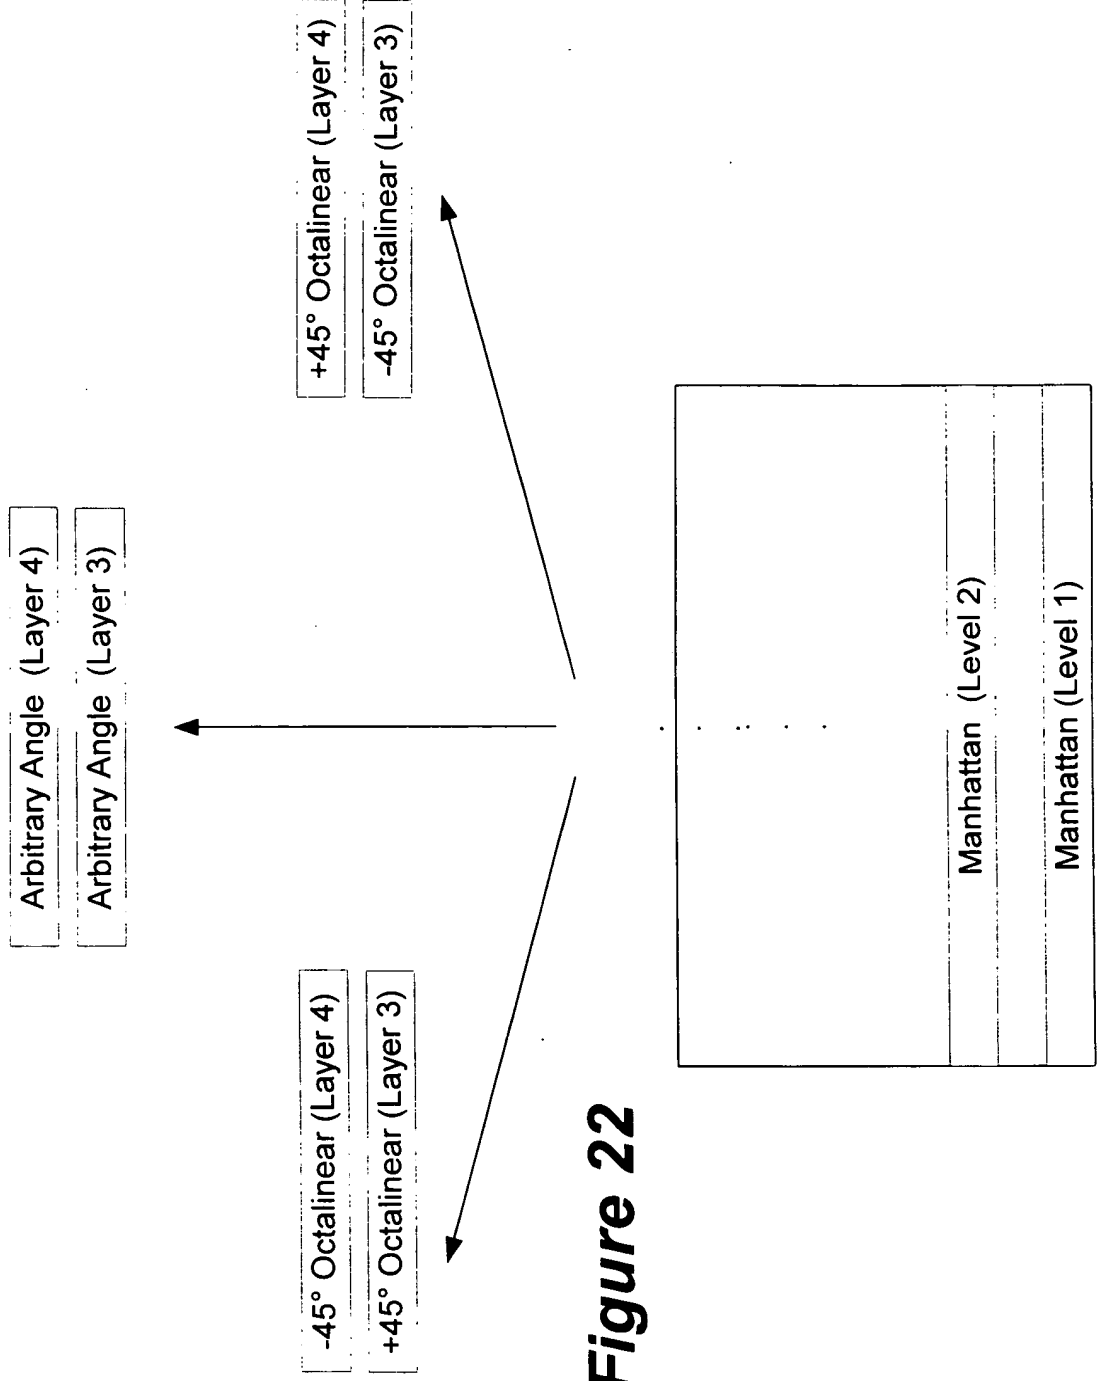 Arbitrary Angle (Layer 4)
Arbitrary Angle (Layer 3)
-45° Octalinear (Layer 4)
+45° Octalinear (Layer 3)
+45° Octalinear (Layer 4)
-45° Octalinear (Layer 3)
Manhattan (Level 2)
Manhattan (Level 1)
Figure 22